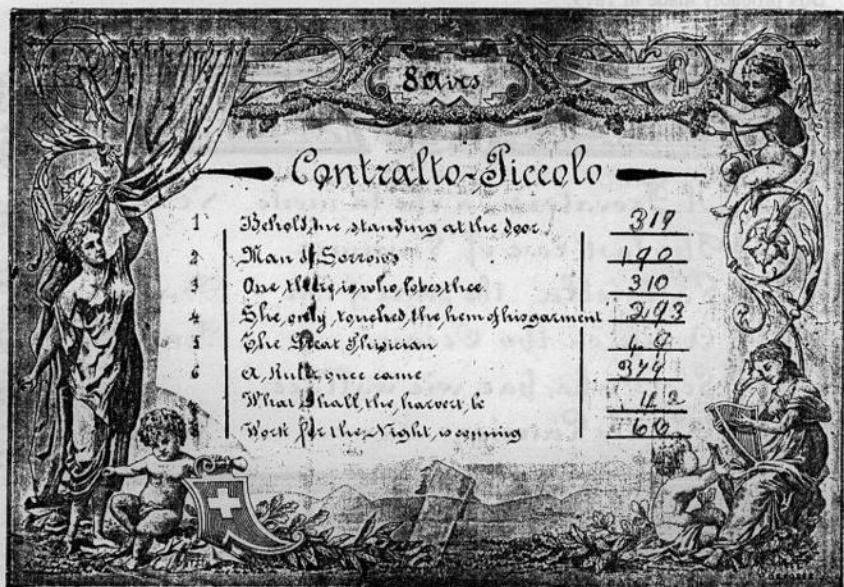 8 Airs
Contralto-Piccolo
1 Behold me standing at the door 319
2 Man of Sorrows 190
3 One there is who loves thee. 310
4 She only touched the hem of his garment 293
5 The Great Phisician
6 A Ruler once came 374
What shall the harvest be
Work for the Night is coming 66